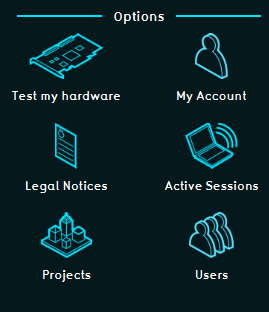 Options
Test my hardware
My Account
Legal Notices
Active Sessions
Projects
Users